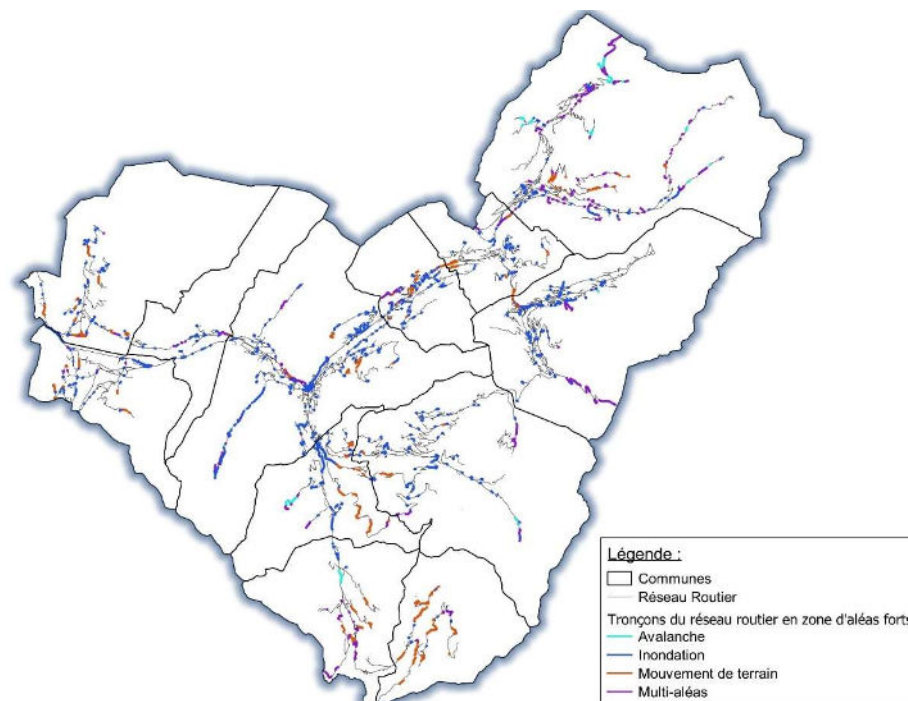 Légende :
Communes
Réseau Routier
Tronçons du réseau routier en zone d'aléas forts
Avalanche
Inondation
Mouvement de terrain
Multi-aléas